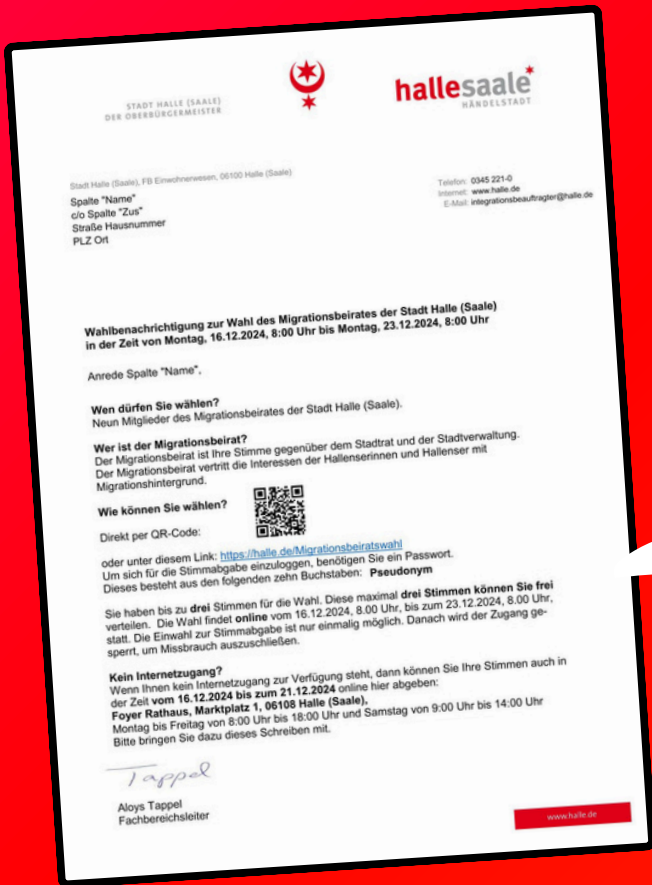 STADT HALLE (SAALE)
DER OBERBÜRGERMEISTER
hallesaale
HÄNDELSTADT
Stadt Halle (Saale), FB Einwohnerwesen, 06100 Halle (Saale)
Spalte "Name"
c/o Spalte "Zus"
Straße Hausnummer
PLZ Ort
Telefon: 0345 221-0
Internet: www.halle.de
E-Mail: integrationsbeauftragter@halle.de
Wahlbenachrichtigung zur Wahl des Migrationsbeirates der Stadt Halle (Saale)
in der Zeit von Montag, 16.12.2024, 8:00 Uhr bis Montag, 23.12.2024, 8:00 Uhr
Anrede Spalte "Name",
Wen dürfen Sie wählen?
Neun Mitglieder des Migrationsbeirates der Stadt Halle (Saale).
Wer ist der Migrationsbeirat?
Der Migrationsbeirat ist Ihre Stimme gegenüber dem Stadtrat und der Stadtverwaltung.
Der Migrationsbeirat vertritt die Interessen der Hallenserinnen und Hallenser mit
Migrationshintergrund.
Wie können Sie wählen?
Direkt per QR-Code:
oder unter diesem Link: https://halle.de/Migrationsbeiratswahl
Um sich für die Stimmabgabe einzuloggen, benötigen Sie ein Passwort.
Dieses besteht aus den folgenden zehn Buchstaben: Pseudonym
Sie haben bis zu drei Stimmen für die Wahl. Diese maximal drei Stimmen können Sie frei
verteilen. Die Wahl findet online vom 16.12.2024, 8.00 Uhr, bis zum 23.12.2024, 8.00 Uhr,
statt. Die Einwahl zur Stimmabgabe ist nur einmalig möglich. Danach wird der Zugang ge-
sperrt, um Missbrauch auszuschließen.
Kein Internetzugang?
Wenn Ihnen kein Internetzugang zur Verfügung steht, dann können Sie Ihre Stimmen auch in
der Zeit vom 16.12.2024 bis zum 21.12.2024 online hier abgeben:
Foyer Rathaus, Marktplatz 1, 06108 Halle (Saale),
Montag bis Freitag von 8:00 Uhr bis 18:00 Uhr und Samstag von 9:00 Uhr bis 14:00 Uhr
Bitte bringen Sie dazu dieses Schreiben mit.
Tappel
Aloys Tappel
Fachbereichsleiter
www.halle.de